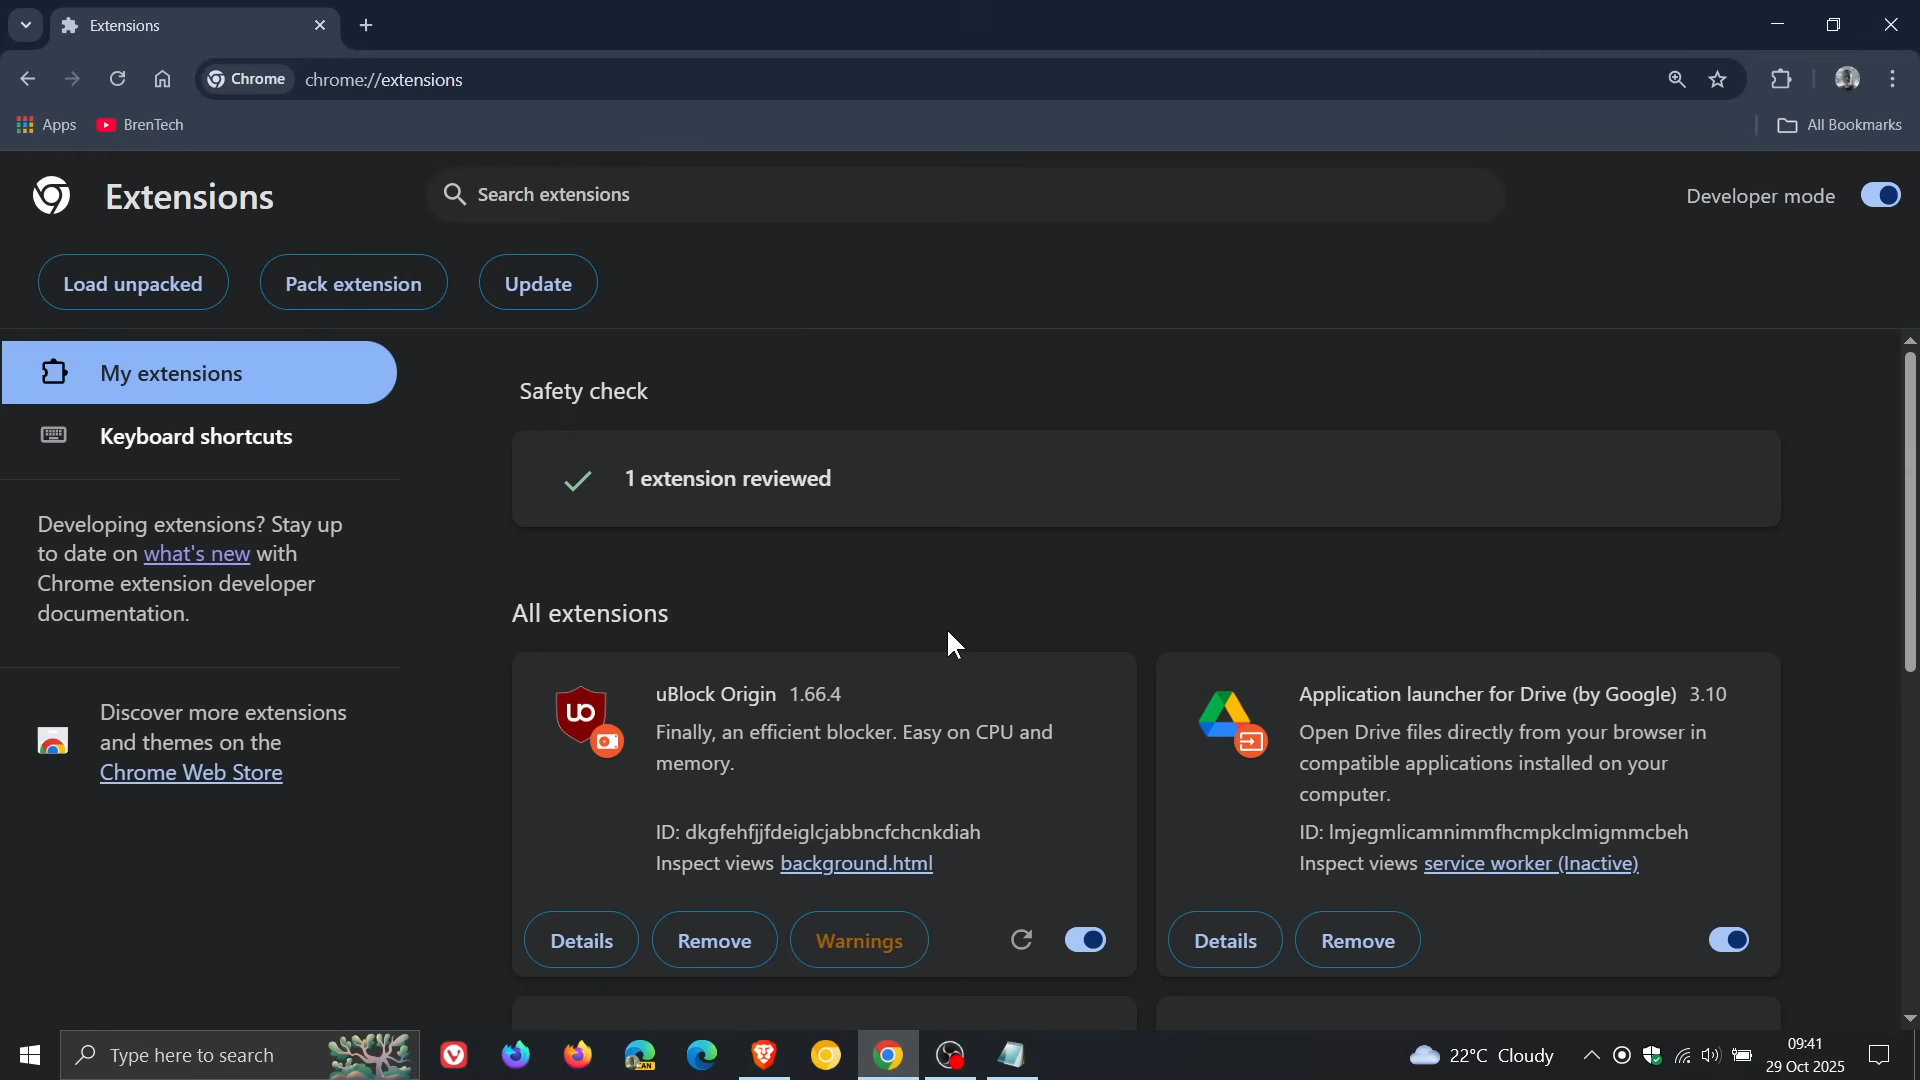 Extensions
Chrome
chrome://extensions
Apps
BrenTech
All Bookmarks
Extensions
Search extensions
Developer mode
Load unpacked
Pack extension
Update
My extensions
Keyboard shortcuts
Developing extensions? Stay up
to date on what's new with
Chrome extension developer
documentation.
Discover more extensions
and themes on the
Chrome Web Store
Safety check
1 extension reviewed
All extensions
uBlock Origin 1.66.4
Finally, an efficient blocker. Easy on CPU and
memory.
ID: dkgfehfjjfdeiglcjabbncfchcnkdiah
Inspect views background.html
Details
Remove
Warnings
Application launcher for Drive (by Google) 3.10
Open Drive files directly from your browser in
compatible applications installed on your
computer.
ID: lmjegmlicamnimmfhcmpkclmigmmcbeh
Inspect views service worker (Inactive)
Details
Remove
Type here to search
22°C Cloudy
09:41
29 Oct 2025